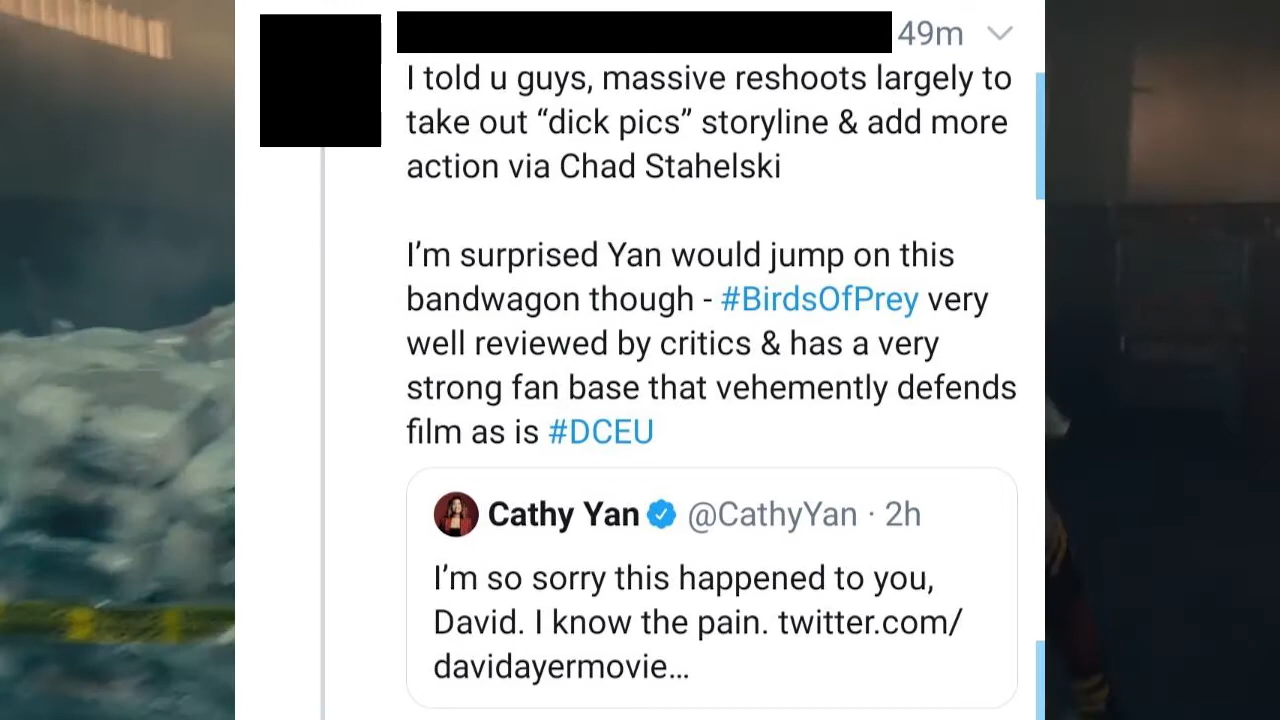 49m
I told u guys, massive reshoots largely to
take out “dick pics” storyline & add more
action via Chad Stahelski
I’m surprised Yan would jump on this
bandwagon though - #BirdsOfPrey very
well reviewed by critics & has a very
strong fan base that vehemently defends
film as is #DCEU
Cathy Yan @CathyYan · 2h
I’m so sorry this happened to you,
David. I know the pain. twitter.com/
davidayermovie…